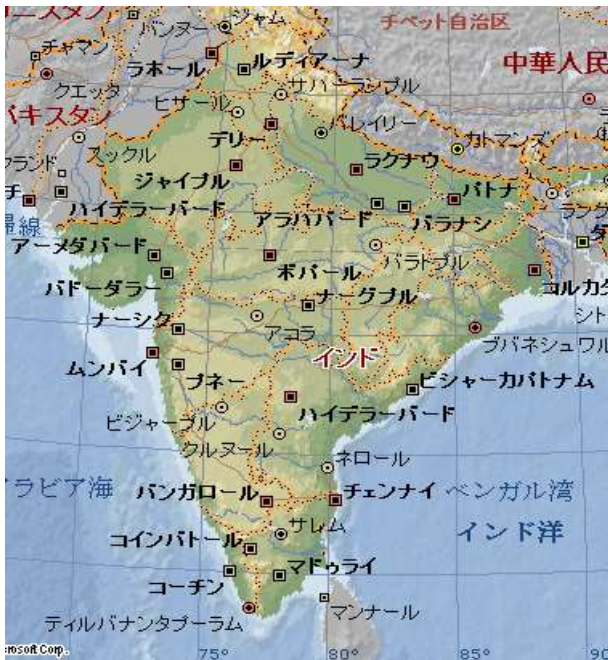 バンヌー
ジャム
チベット自治区
チャマン
ラホール
ルディアーナ
サハーランプル
中華人民
クエッタ
パキスタン
ヒサール
デリー
バレイリー
カトマンズ
スックル
ラクナウ
ジャイプル
パトナ
ハイデラーバード
アラハバード
バラナシ
帰線
アーメダバード
ボパール
バラトプル
バドーダラー
ナーグプル
コルカタ
シト
ナーシク
アコラ
ブバネシュワル
ムンバイ
プネー
インド
ビシャーカパトナム
ビジャープル
ハイデラーバード
クルヌール
ネロール
アラビア海
バンガロール
チェンナイ
ベンガル湾
サレム
インド洋
コインバトール
コーチン
マドゥライ
ティルバナンタプーラム
マンナール
75°
80°
85°
90
rosoft Corp.